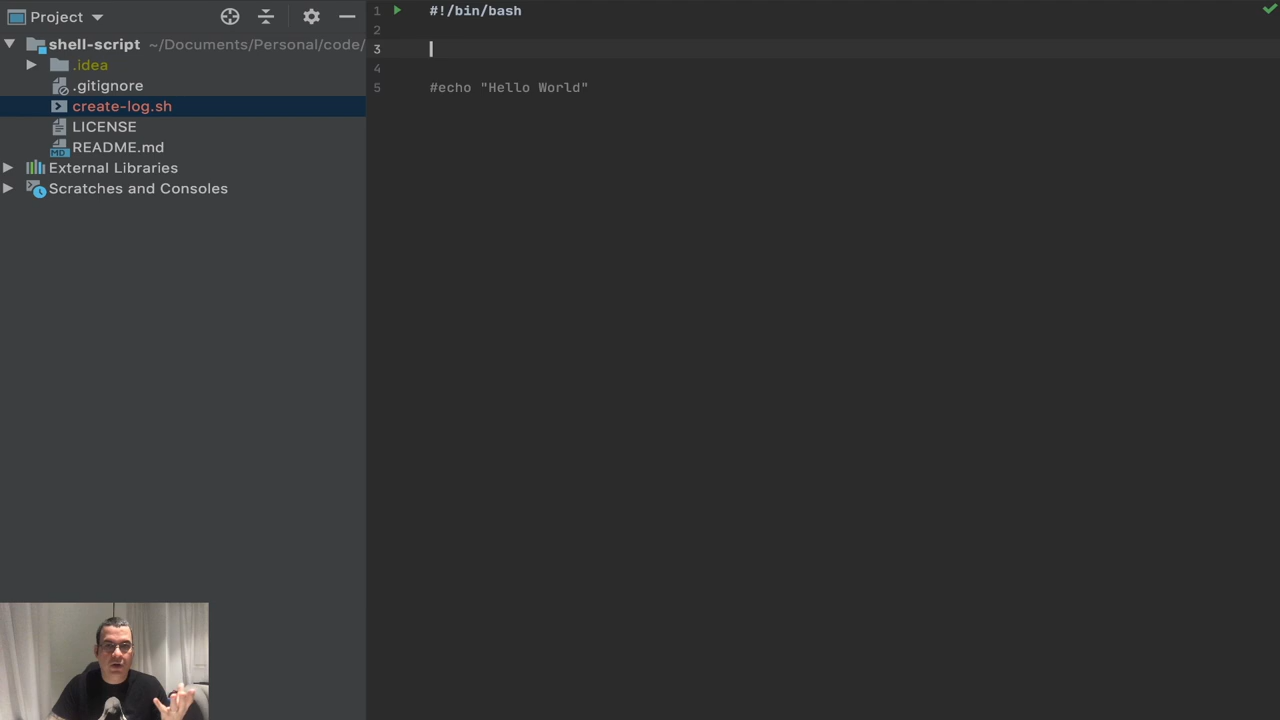 Project
shell-script ~/Documents/Personal/code/
.idea
.gitignore
create-log.sh
LICENSE
MD README.md
External Libraries
Scratches and Consoles
1 #!/bin/bash
2
3
4
5 #echo "Hello World"